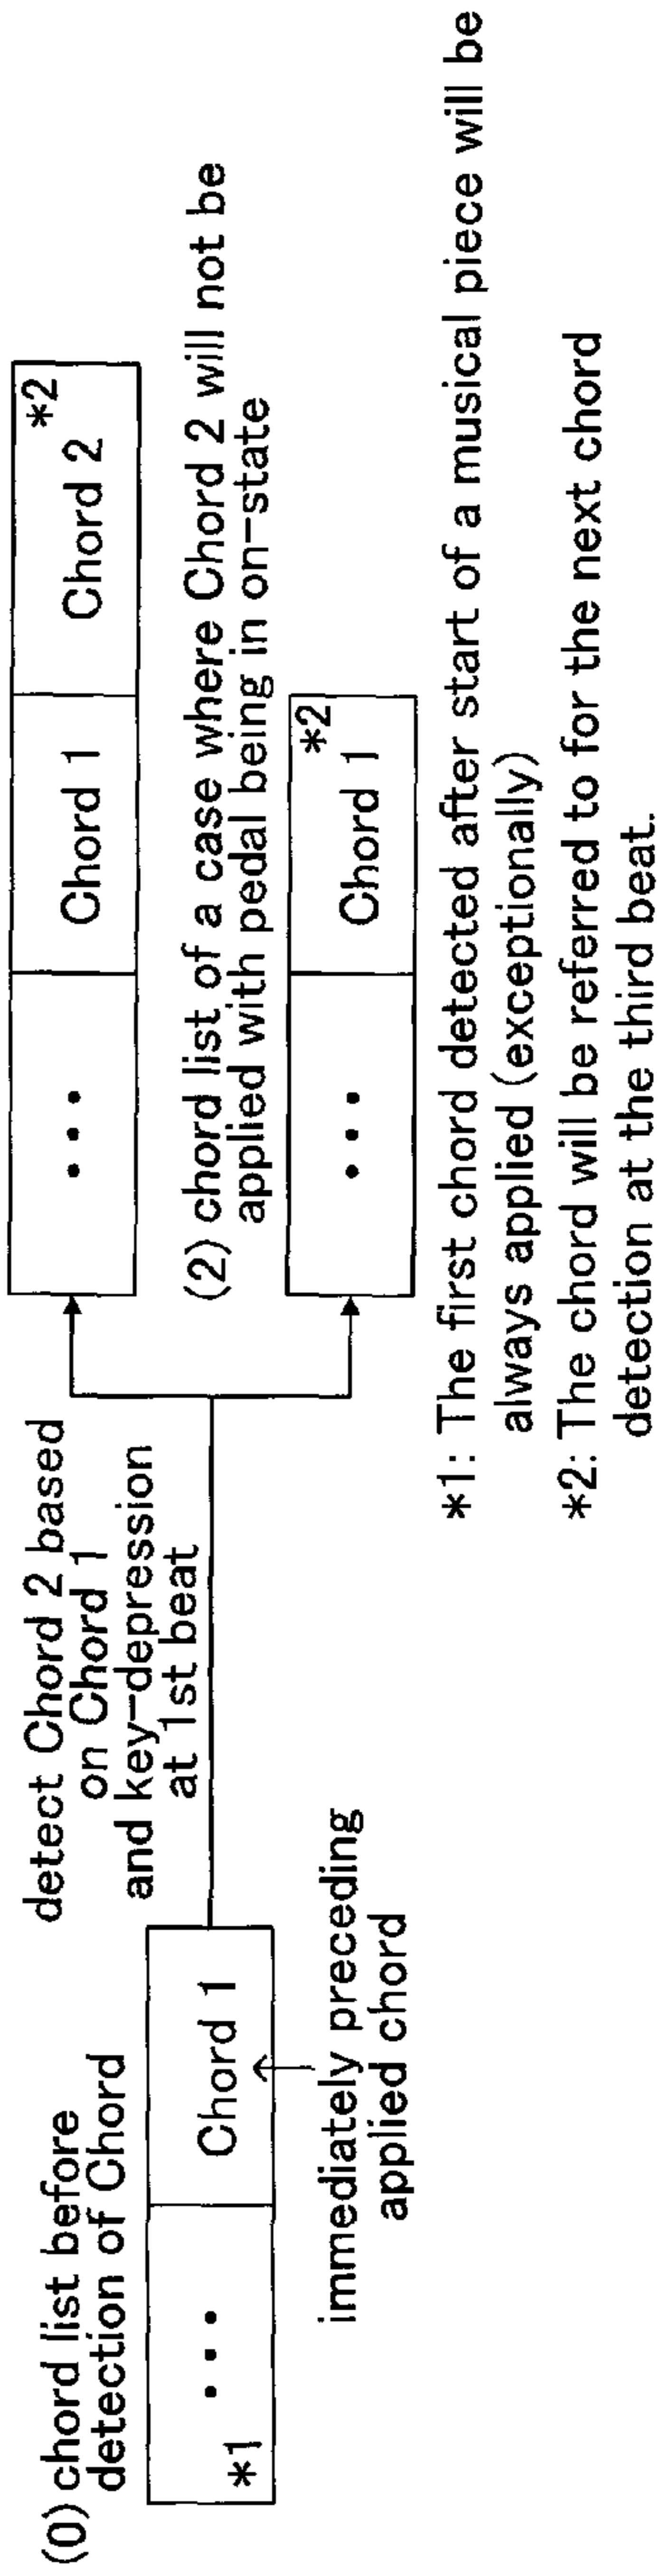 (0) chord list before
detection of Chord
*1
• • •
Chord 1
immediately preceding
applied chord
detect Chord 2 based
on Chord 1
and key-depression
at 1st beat
• • •
Chord 1
Chord 2
*2
(2) chord list of a case where Chord 2 will not be
applied with pedal being in on-state
• • •
Chord 1
*2
*1: The first chord detected after start of a musical piece will be
always applied (exceptionally)
*2: The chord will be referred to for the next chord
detection at the third beat.